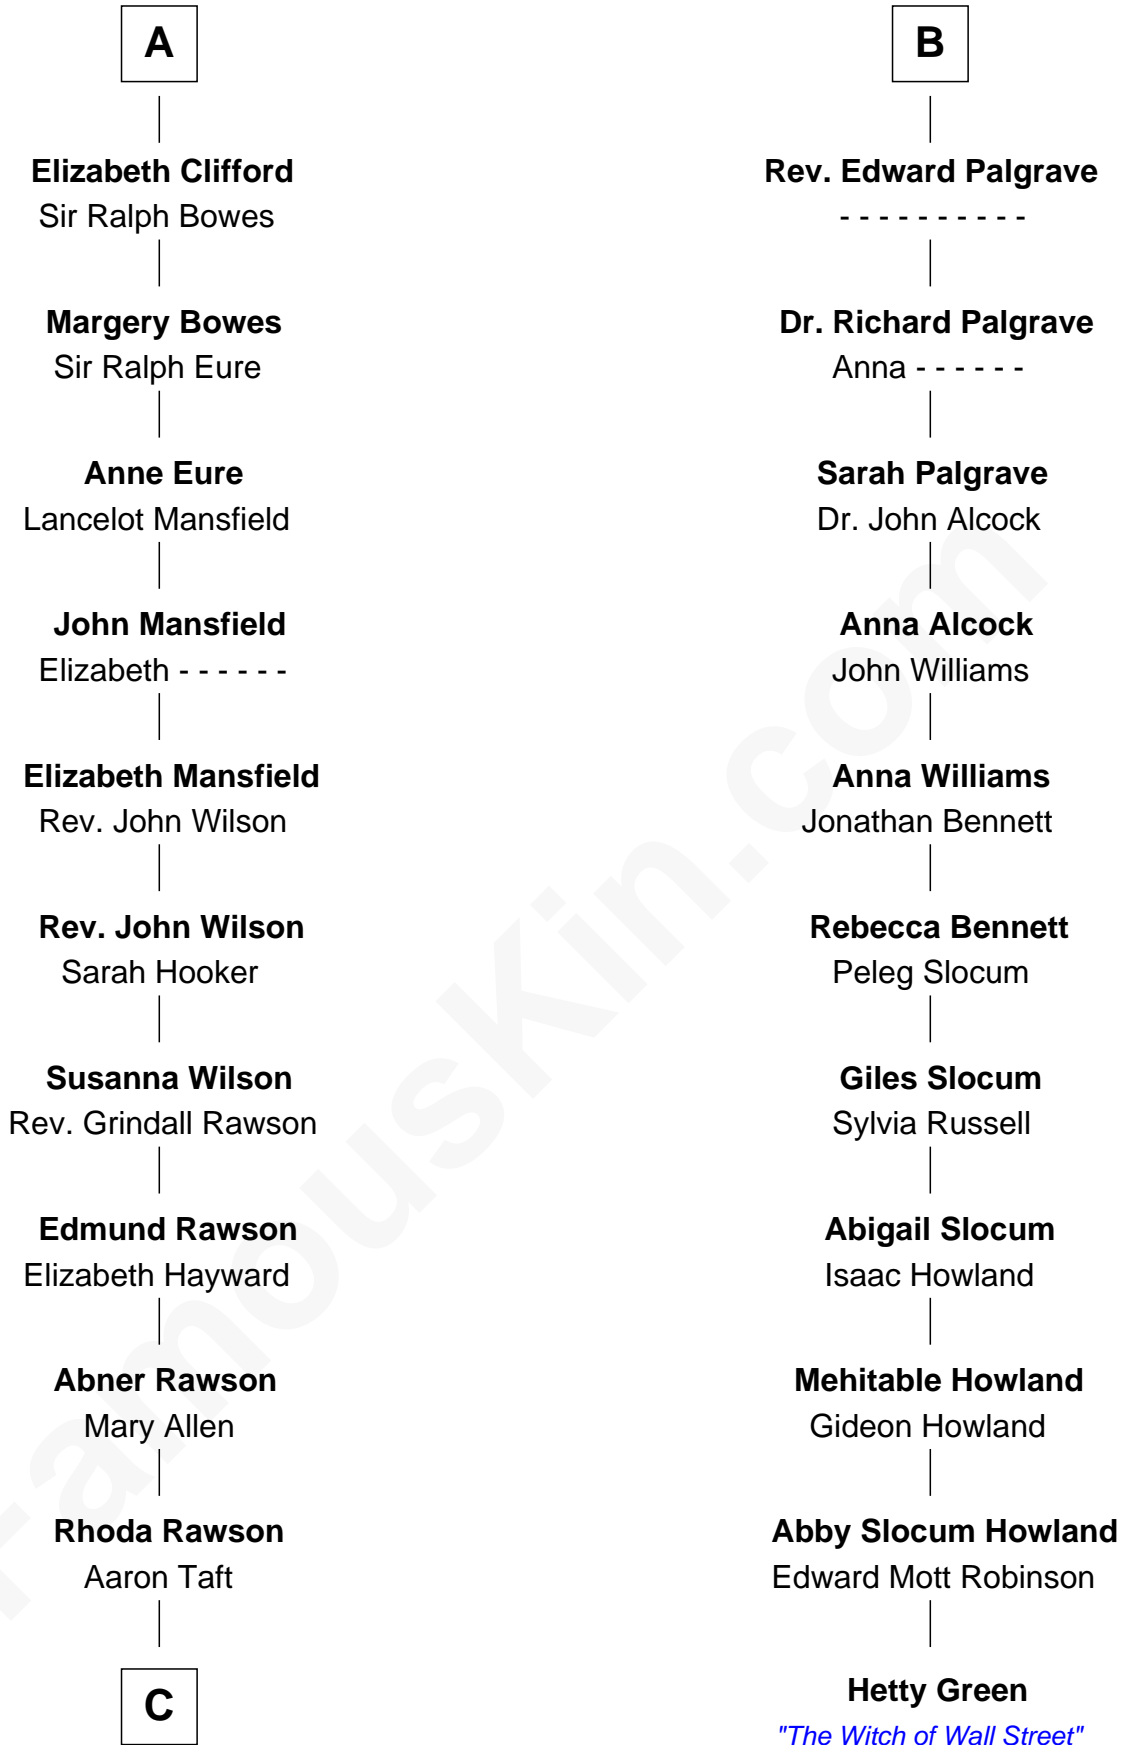 A
Elizabeth Clifford
Sir Ralph Bowes
Margery Bowes
Sir Ralph Eure
Anne Eure
Lancelot Mansfield
John Mansfield
Elizabeth - - - - - -
Elizabeth Mansfield
Rev. John Wilson
Rev. John Wilson
Sarah Hooker
Susanna Wilson
Rev. Grindall Rawson
Edmund Rawson
Elizabeth Hayward
Abner Rawson
Mary Allen
Rhoda Rawson
Aaron Taft
C
B
Rev. Edward Palgrave
- - - - - - - - - -
Dr. Richard Palgrave
Anna - - - - - -
Sarah Palgrave
Dr. John Alcock
Anna Alcock
John Williams
Anna Williams
Jonathan Bennett
Rebecca Bennett
Peleg Slocum
Giles Slocum
Sylvia Russell
Abigail Slocum
Isaac Howland
Mehitable Howland
Gideon Howland
Abby Slocum Howland
Edward Mott Robinson
Hetty Green
"The Witch of Wall Street"
FamousKin.com